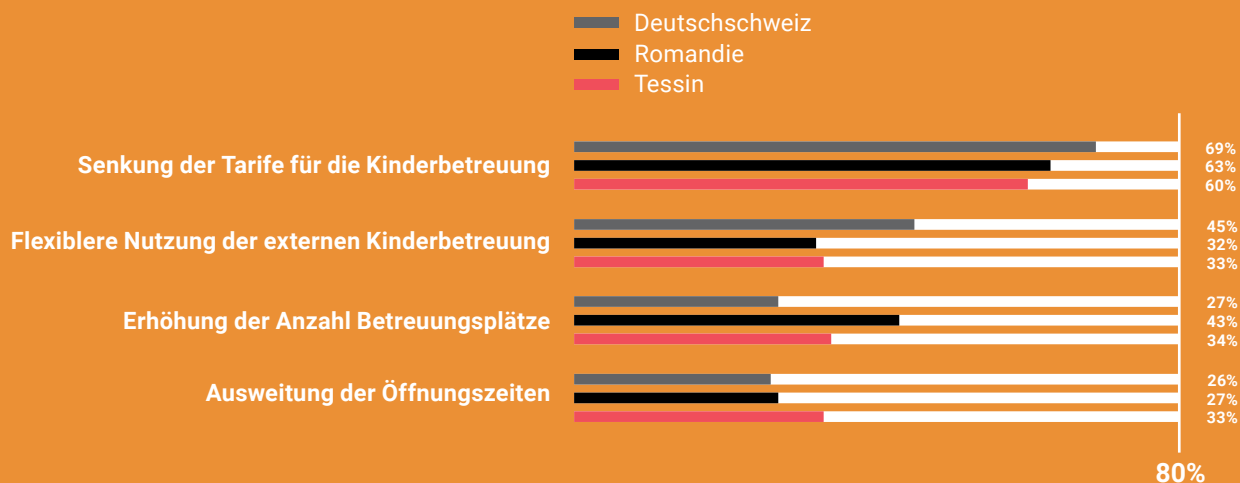 Deutschschweiz
Romandie
Tessin
Senkung der Tarife für die Kinderbetreuung
69%
63%
60%
Flexiblere Nutzung der externen Kinderbetreuung
45%
32%
33%
Erhöhung der Anzahl Betreuungsplätze
27%
43%
34%
Ausweitung der Öffnungszeiten
26%
27%
33%
80%